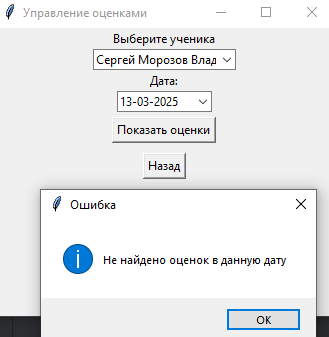 Управление оценками
Выберите ученика
Сергей Морозов Влад
Дата:
13-03-2025
Показать оценки
Назад
Ошибка
Не найдено оценок в данную дату
ОК